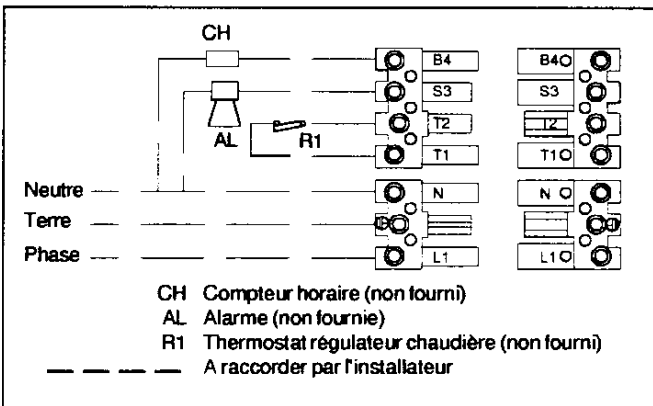 CH
B4 B4
S3 S3
AL R1 T2 T2
T1 T1
Neutre N N
Terre
Phase L1 L1
CH Compteur horaire (non fourni)
AL Alarme (non fournie)
R1 Thermostat régulateur chaudière (non fourni)
A raccorder par l'installateur